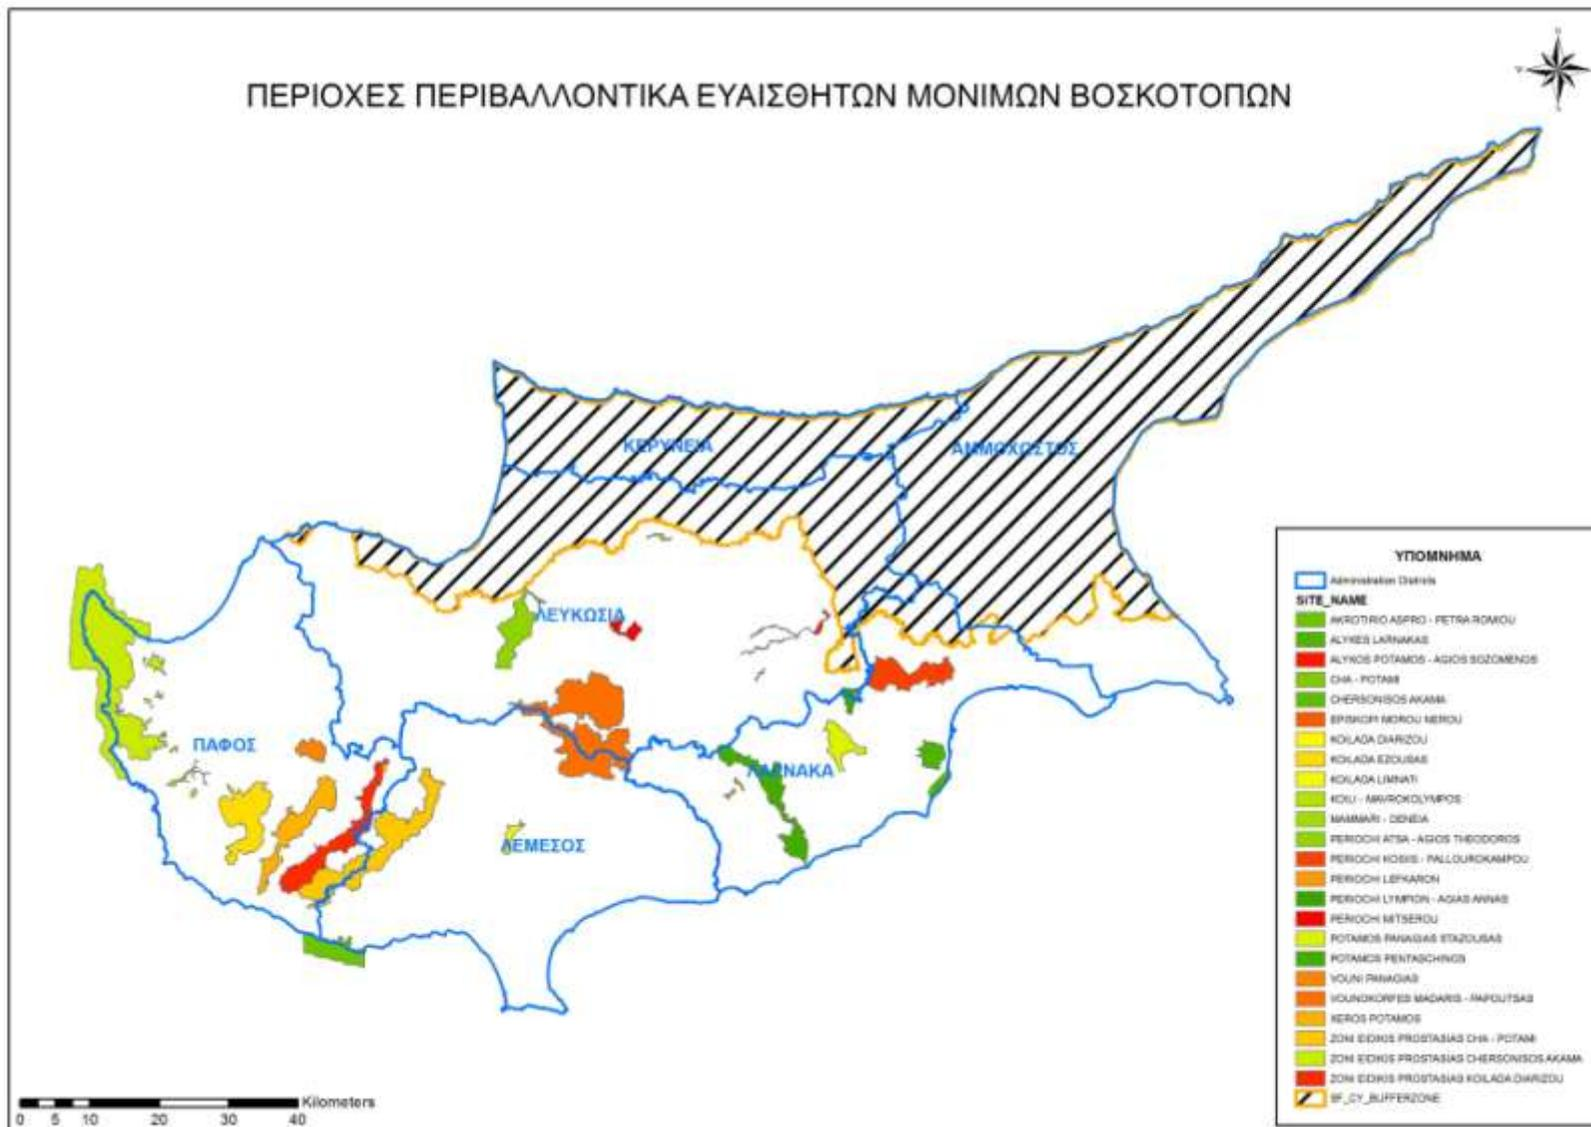 ΠΕΡΙΟΧΕΣ ΠΕΡΙΒΑΛΛΟΝΤΙΚΑ ΕΥΑΙΣΘΗΤΩΝ ΜΟΝΙΜΩΝ ΒΟΣΚΟΤΟΠΩΝ
ΚΕΡΥΝΕΙΑ
ΑΜΜΟΧΩΣΤΟΣ
ΛΕΥΚΩΣΙΑ
ΠΑΦΟΣ
ΛΑΡΝΑΚΑ
ΛΕΜΕΣΟΣ
ΥΠΟΜΝΗΜΑ
Administration Districts
SITE_NAME
AKROTIRIO ASPRO - PETRA ROMIOU
ALYKES LARNAKAS
ALYKOS POTAMOS - AGIOS SOZOMENOS
CHA - POTAMI
CHERSONISOS AKAMA
EPISKOPI MOROU NEROU
KOILADA DIARIZOU
KOILADA EZOUSAS
KOILADA LIMNATI
KOILI - MAVROKOLYMPOS
MAMMARI - DENEIA
PERIOCHI ATSA - AGIOS THEODOROS
PERIOCHI KOSIIS - PALLOUROKAMPOU
PERIOCHI LEFKARON
PERIOCHI LYMPION - AGIAS ANNAS
PERIOCHI MITSEROU
POTAMOS PANAGIAS STAZOUSAS
POTAMOS PENTASCHINOS
VOUNI PANAGIAS
VOUNOKORFES MADARIS - PAPOUTSAS
XEROS POTAMOS
ZONI EIDIKIS PROSTASIAS CHA - POTAMI
ZONI EIDIKIS PROSTASIAS CHERSONISOS AKAMA
ZONI EIDIKIS PROSTASIAS KOILADA DIARIZOU
BF_CY_BUFFERZONE
Kilometers
0 5 10 20 30 40